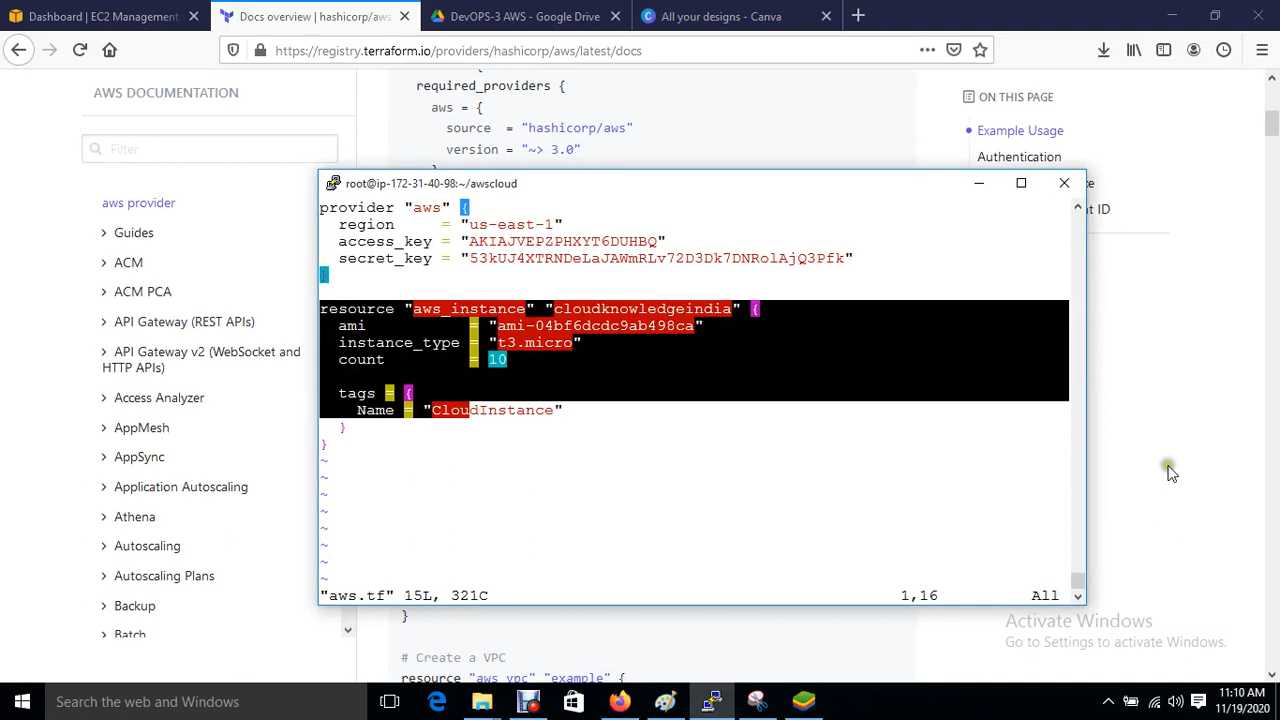 Dashboard | EC2 Management
Docs overview | hashicorp/aws
DevOPS-3 AWS - Google Drive
All your designs - Canva
https://registry.terraform.io/providers/hashicorp/aws/latest/docs
AWS DOCUMENTATION
Filter
aws provider
Guides
ACM
ACM PCA
API Gateway (REST APIs)
API Gateway v2 (WebSocket and
HTTP APIs)
Access Analyzer
AppMesh
AppSync
Application Autoscaling
Athena
Autoscaling
Autoscaling Plans
Backup
Batch
required_providers {
aws = {
source = "hashicorp/aws"
version = "~> 3.0"
ON THIS PAGE
Example Usage
Authentication
root@ip-172-31-40-98:~/awscloud
provider "aws" {
region = "us-east-1"
access_key = "AKIAJVEPZPHXYT6DUHBQ"
secret_key = "53kUJ4XTRNDeLaJAWmRLv72D3Dk7DNRolAjQ3Pfk"
}
resource "aws_instance" "cloudknowledgeindia" {
ami = "ami-04bf6dcdc9ab498ca"
instance_type = "t3.micro"
count = 10
tags = {
Name = "CloudInstance"
}
}
~
~
~
~
~
~
~
~
"aws.tf" 15L, 321C 1,16 All
}
# Create a VPC
resource "aws_vpc" "example" {
Activate Windows
Go to Settings to activate Windows.
Search the web and Windows
11:10 AM
11/19/2020